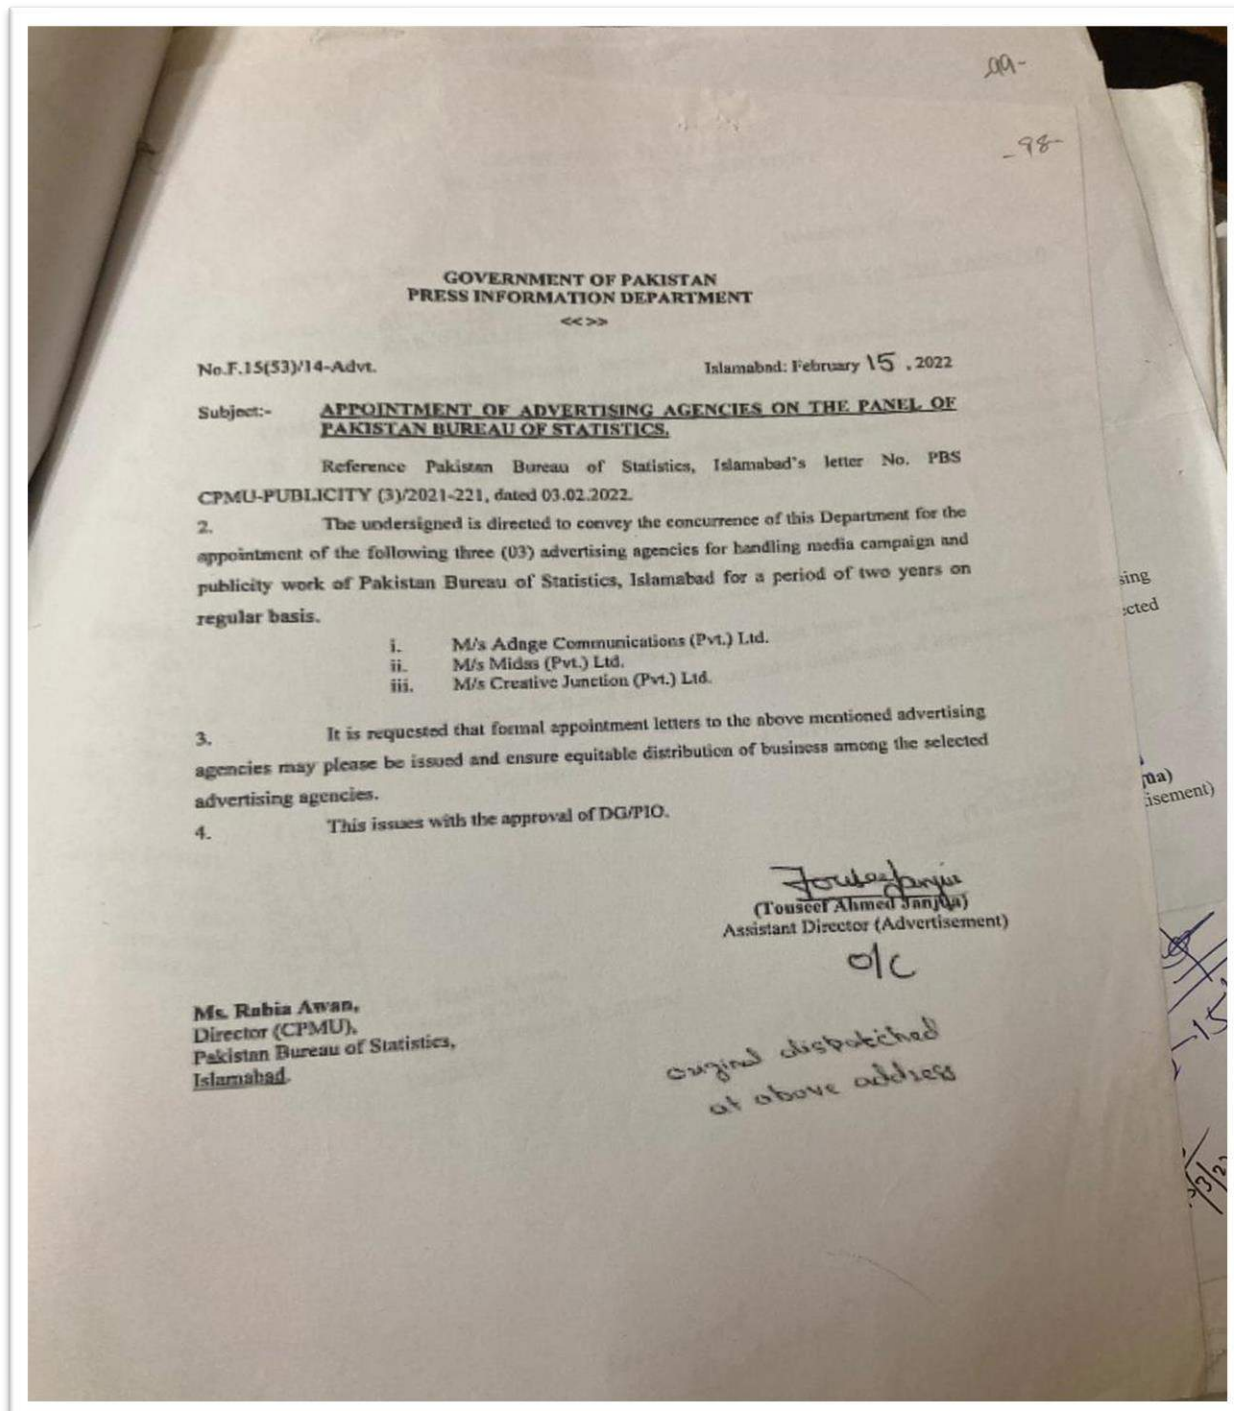 99-
-98-
GOVERNMENT OF PAKISTAN
PRESS INFORMATION DEPARTMENT
<<>>
No.F.15(53)/14-Advt.
Islamabad: February 15, 2022
Subject:- APPOINTMENT OF ADVERTISING AGENCIES ON THE PANEL OF
PAKISTAN BUREAU OF STATISTICS.
Reference Pakistan Bureau of Statistics, Islamabad's letter No. PBS
CPMU-PUBLICITY (3)/2021-221, dated 03.02.2022.
2. The undersigned is directed to convey the concurrence of this Department for the
appointment of the following three (03) advertising agencies for handling media campaign and
publicity work of Pakistan Bureau of Statistics, Islamabad for a period of two years on
regular basis.
i. M/s Adage Communications (Pvt.) Ltd.
ii. M/s Midas (Pvt.) Ltd.
iii. M/s Creative Junction (Pvt.) Ltd.
3. It is requested that formal appointment letters to the above mentioned advertising
agencies may please be issued and ensure equitable distribution of business among the selected
advertising agencies.
4. This issues with the approval of DG/PIO.
(Touseef Ahmed Janjua)
Assistant Director (Advertisement)
O/C
Ms. Rabia Awan,
Director (CPMU),
Pakistan Bureau of Statistics,
Islamabad.
original dispatched
at above address
sing
ected
isement)